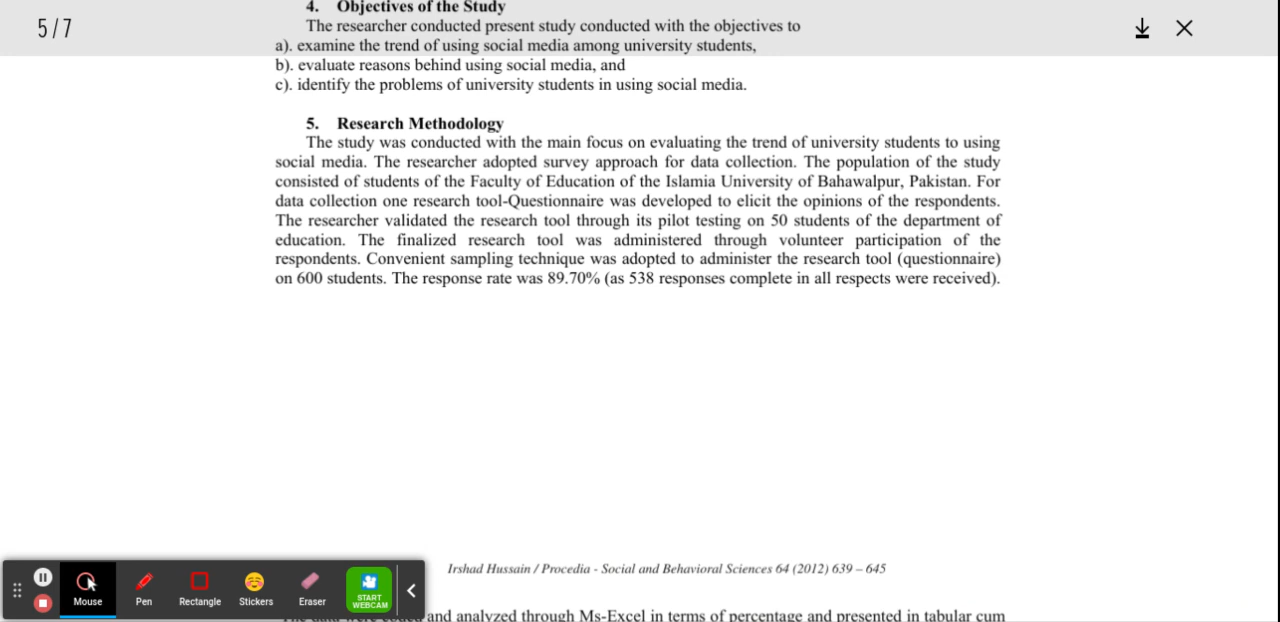 4. Objectives of the Study
5/7
The researcher conducted present study conducted with the objectives to
a). examine the trend of using social media among university students,
b). evaluate reasons behind using social media, and
c). identify the problems of university students in using social media.
5. Research Methodology
The study was conducted with the main focus on evaluating the trend of university students to using
social media. The researcher adopted survey approach for data collection. The population of the study
consisted of students of the Faculty of Education of the Islamia University of Bahawalpur, Pakistan. For
data collection one research tool-Questionnaire was developed to elicit the opinions of the respondents.
The researcher validated the research tool through its pilot testing on 50 students of the department of
education. The finalized research tool was administered through volunteer participation of the
respondents. Convenient sampling technique was adopted to administer the research tool (questionnaire)
on 600 students. The response rate was 89.70% (as 538 responses complete in all respects were received).
Irshad Hussain / Procedia - Social and Behavioral Sciences 64 (2012) 639 – 645
Mouse
Pen
Rectangle
Stickers
Eraser
START
WEBCAM
and analyzed through Ms-Excel in terms of percentage and presented in tabular cum